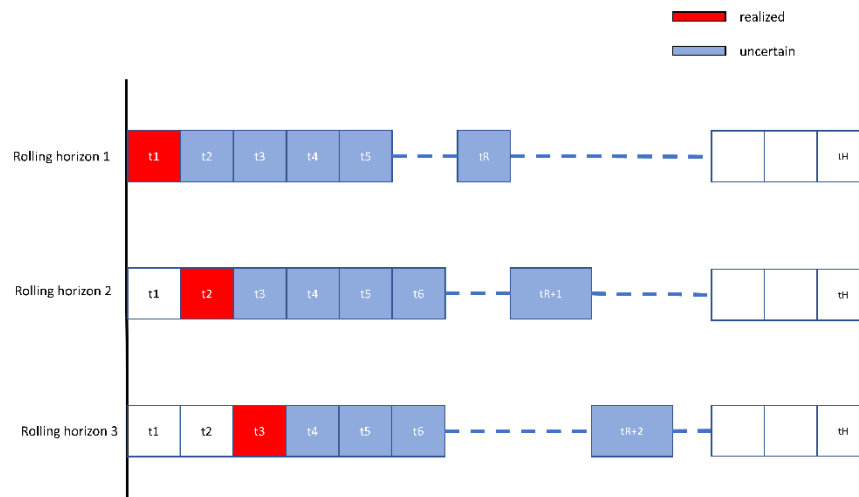 realized
uncertain
Rolling horizon 1
t1 t2 t3 t4 t5 tR tH
Rolling horizon 2
t1 t2 t3 t4 t5 t6 tR+1 tH
Rolling horizon 3
t1 t2 t3 t4 t5 t6 tR+2 tH